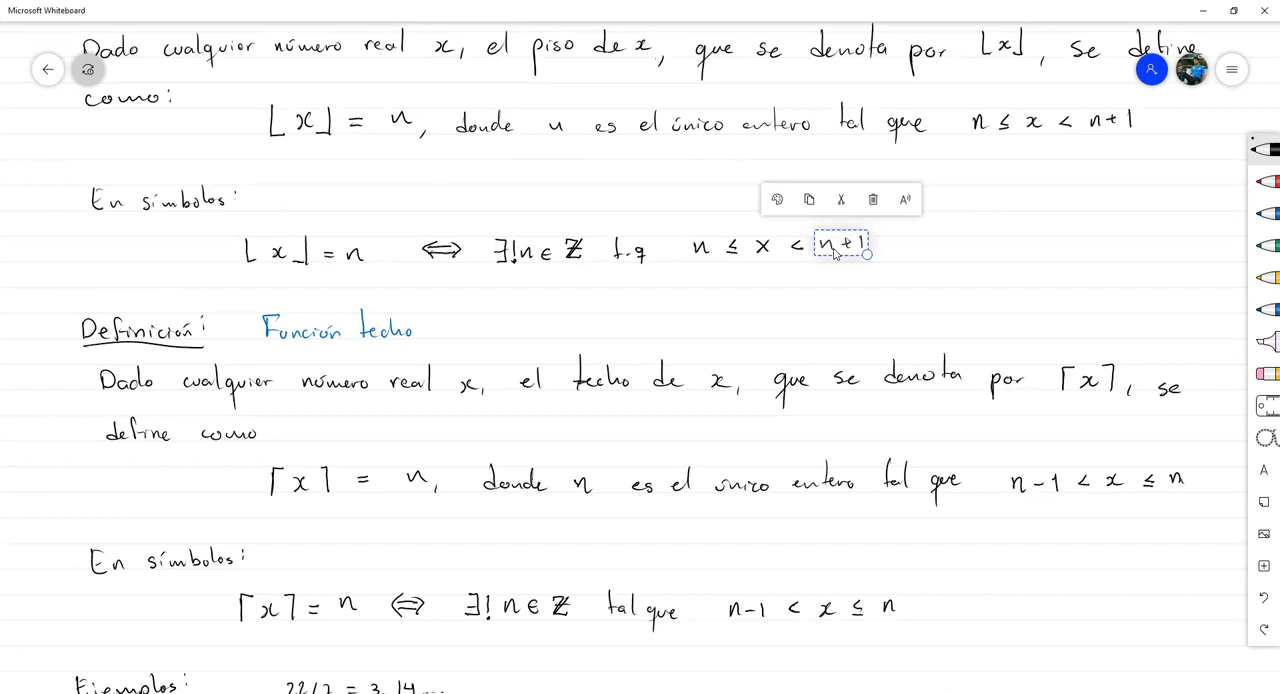 Microsoft Whiteboard
Dado cualquier número real x, el piso de x, que se denota por ⌊x⌋, se define
como:
⌊x⌋ = n, donde n es el único entero tal que n ≤ x < n+1
En símbolos:
⌊x⌋ = n ⇔ ∃!n ∈ ℤ t.q n ≤ x < n+1
Definición: Función techo
Dado cualquier número real x, el techo de x, que se denota por ⌈x⌉, se
define como
⌈x⌉ = n, donde n es el único entero tal que n-1 < x ≤ n
En símbolos:
⌈x⌉ = n ⇔ ∃! n ∈ ℤ tal que n-1 < x ≤ n
Ejemplos: 22/7 = 3,14...